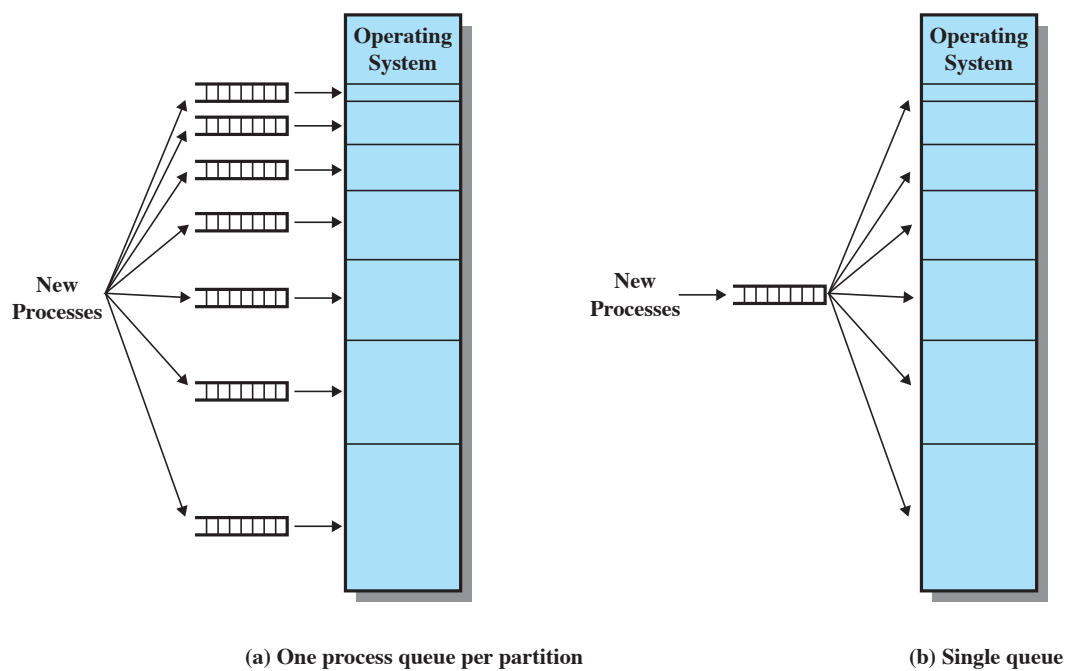 Operating
System
New
Processes
(a) One process queue per partition
Operating
System
New
Processes
(b) Single queue